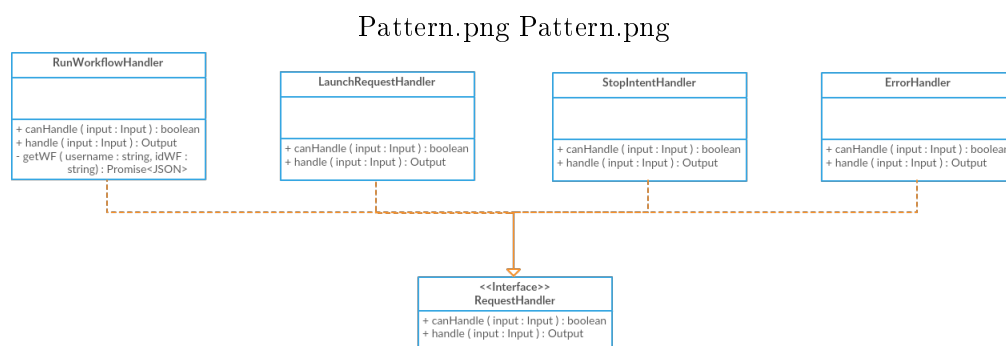 Pattern.png Pattern.png
RunWorkflowHandler
+ canHandle ( input : Input ) : boolean
+ handle ( input : Input ) : Output
- getWF ( username : string, idWF :
string) : Promise<JSON>
LaunchRequestHandler
+ canHandle ( input : Input ) : boolean
+ handle ( input : Input ) : Output
StopIntentHandler
+ canHandle ( input : Input ) : boolean
+ handle ( input : Input ) : Output
ErrorHandler
+ canHandle ( input : Input ) : boolean
+ handle ( input : Input ) : Output
<<Interface>>
RequestHandler
+ canHandle ( input : Input ) : boolean
+ handle ( input : Input ) : Output